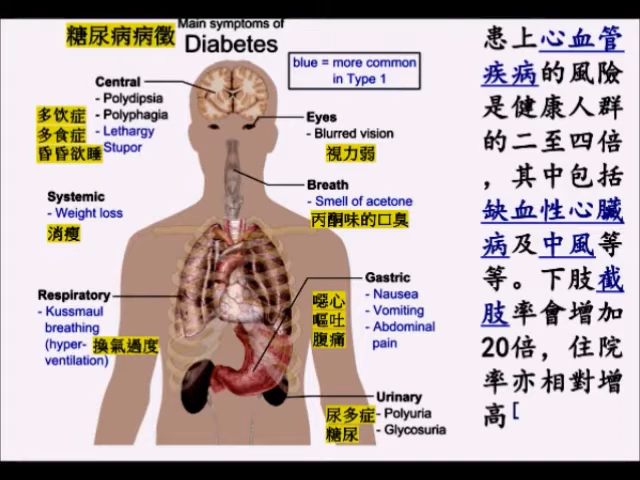 糖尿病病徵
Main symptoms of
Diabetes
blue = more common
in Type 1
Central
- Polydipsia
- Polyphagia
- Lethargy
- Stupor
多饮症
多食症
昏昏欲睡
Eyes
- Blurred vision
視力弱
Breath
- Smell of acetone
丙酮味的口臭
Systemic
- Weight loss
消瘦
Respiratory
- Kussmaul
breathing
(hyper-
ventilation)
換氣過度
Gastric
- Nausea
- Vomiting
- Abdominal
pain
噁心
嘔吐
腹痛
Urinary
- Polyuria
- Glycosuria
尿多症
糖尿
患上心血管
疾病的風險
是健康人群
的二至四倍
，其中包括
缺血性心臟
病及中風等
等。下肢截
肢率會增加
20倍，住院
率亦相對增
高[